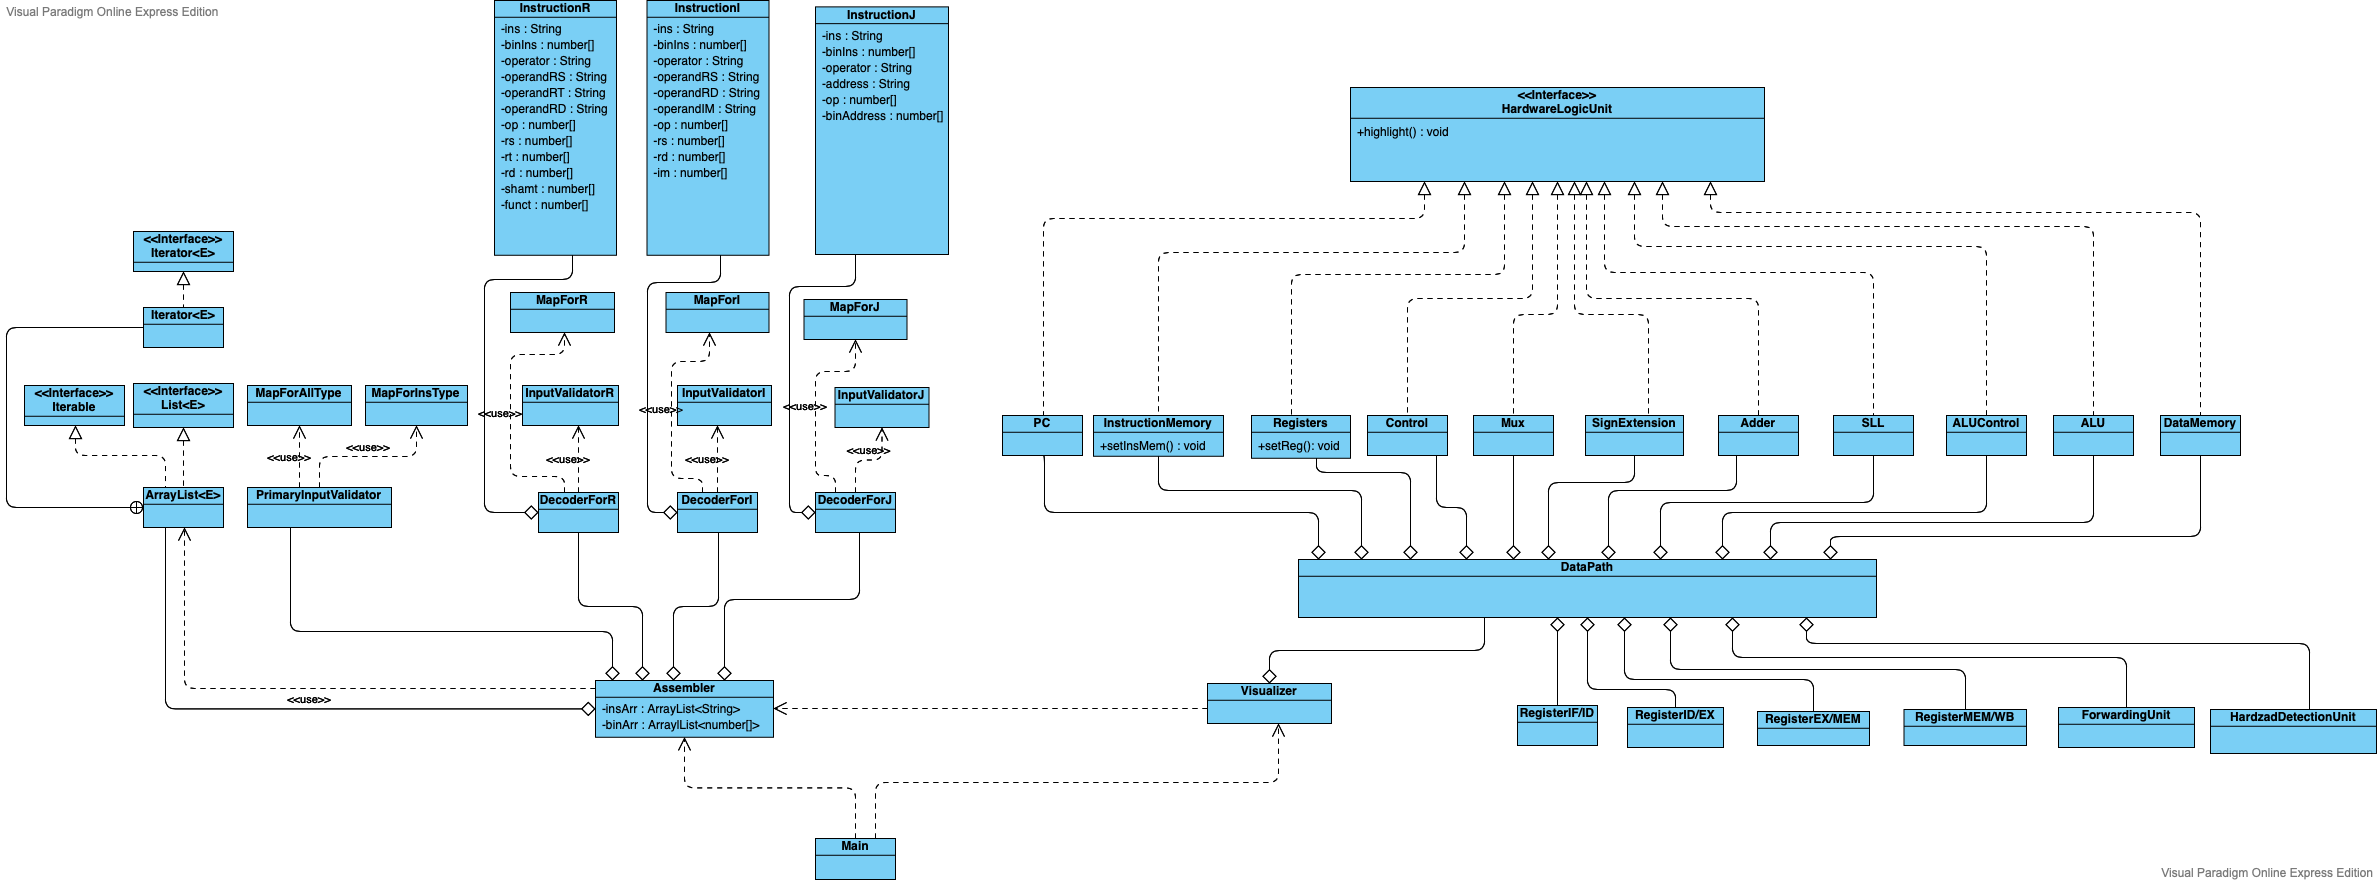 Visual Paradigm Online Express Edition
InstructionR
-ins : String
-binIns : number[]
-operator : String
-operandRS : String
-operandRT : String
-operandRD : String
-op : number[]
-rs : number[]
-rt : number[]
-rd : number[]
-shamt : number[]
-funct : number[]
InstructionI
-ins : String
-binIns : number[]
-operator : String
-operandRS : String
-operandRD : String
-operandIM : String
-op : number[]
-rs : number[]
-rd : number[]
-im : number[]
InstructionJ
-ins : String
-binIns : number[]
-operator : String
-address : String
-op : number[]
-binAddress : number[]
<<Interface>>
HardwareLogicUnit
+highlight() : void
<<Interface>>
Iterator<E>
Iterator<E>
MapForR
MapForI
MapForJ
<<Interface>>
Iterable
<<Interface>>
List<E>
MapForAllType
MapForInsType
InputValidatorR
InputValidatorI
InputValidatorJ
<<use>>
<<use>>
<<use>>
<<use>>
<<use>>
<<use>>
<<use>>
<<use>>
PC
InstructionMemory
+setInsMem() : void
Registers
+setReg(): void
Control
Mux
SignExtension
Adder
SLL
ALUControl
ALU
DataMemory
ArrayList<E>
PrimaryInputValidator
DecoderForR
DecoderForI
DecoderForJ
DataPath
<<use>>
Assembler
-insArr : ArrayList<String>
-binArr : ArraylList<number[]>
Visualizer
RegisterIF/ID
RegisterID/EX
RegisterEX/MEM
RegisterMEM/WB
ForwardingUnit
HardzadDetectionUnit
Main
Visual Paradigm Online Express Edition